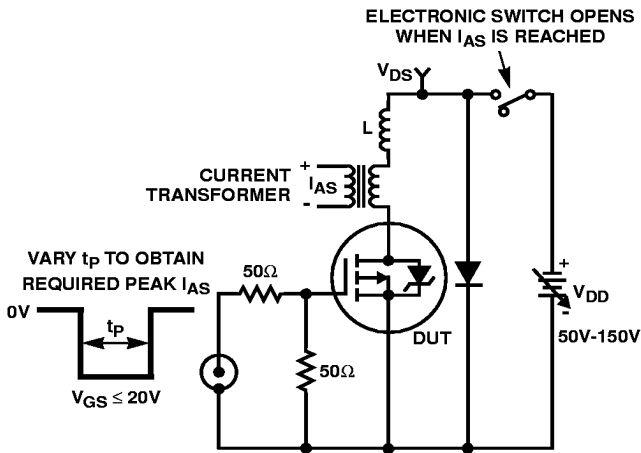 ELECTRONIC SWITCH OPENS
WHEN IAS IS REACHED
VDS
L
CURRENT
TRANSFORMER
+
IAS
-
VARY tP TO OBTAIN
REQUIRED PEAK IAS
50Ω
0V
tP
VGS ≤ 20V
50Ω
DUT
+
VDD
-
50V-150V